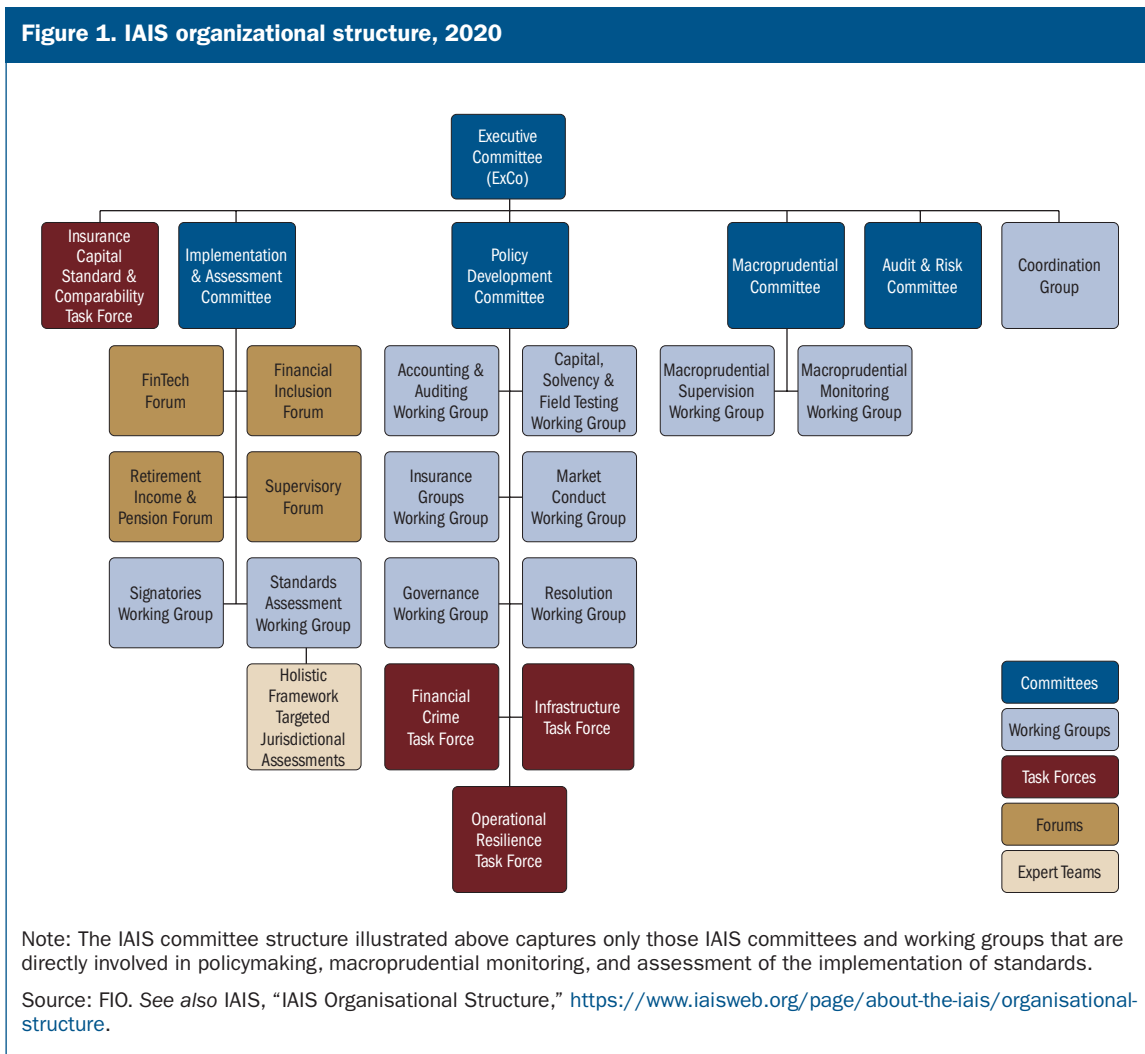 Figure 1. IAIS organizational structure, 2020
Executive
Committee
(ExCo)
Insurance
Capital
Standard &
Comparability
Task Force
Implementation
& Assessment
Committee
Policy
Development
Committee
Macroprudential
Committee
Audit & Risk
Committee
Coordination
Group
FinTech
Forum
Financial
Inclusion
Forum
Accounting &
Auditing
Working Group
Capital,
Solvency &
Field Testing
Working Group
Macroprudential
Supervision
Working Group
Macroprudential
Monitoring
Working Group
Retirement
Income &
Pension Forum
Supervisory
Forum
Insurance
Groups
Working Group
Market
Conduct
Working Group
Signatories
Working Group
Standards
Assessment
Working Group
Governance
Working Group
Resolution
Working Group
Holistic
Framework
Targeted
Jurisdictional
Assessments
Financial
Crime
Task Force
Infrastructure
Task Force
Operational
Resilience
Task Force
Committees
Working Groups
Task Forces
Forums
Expert Teams
Note: The IAIS committee structure illustrated above captures only those IAIS committees and working groups that are
directly involved in policymaking, macroprudential monitoring, and assessment of the implementation of standards.
Source: FIO. See also IAIS, “IAIS Organisational Structure,” https://www.iaisweb.org/page/about-the-iais/organisational-
structure.